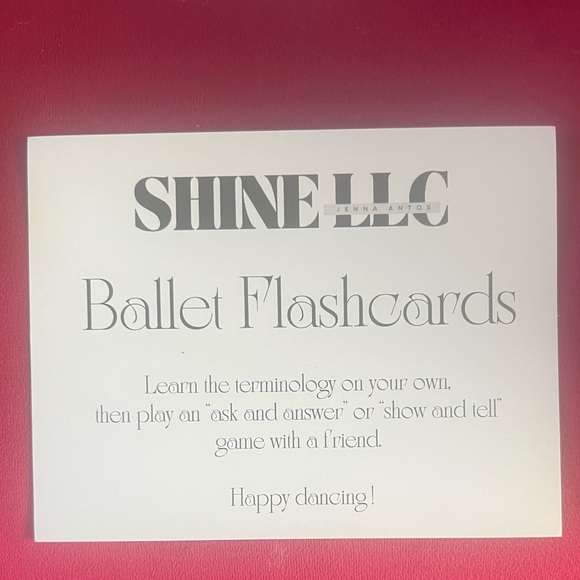 SHINE LLC
JENNA ANTOS
Ballet Flashcards
Learn the terminology on your own,
then play an "ask and answer" or "show and tell"
game with a friend.
Happy dancing!